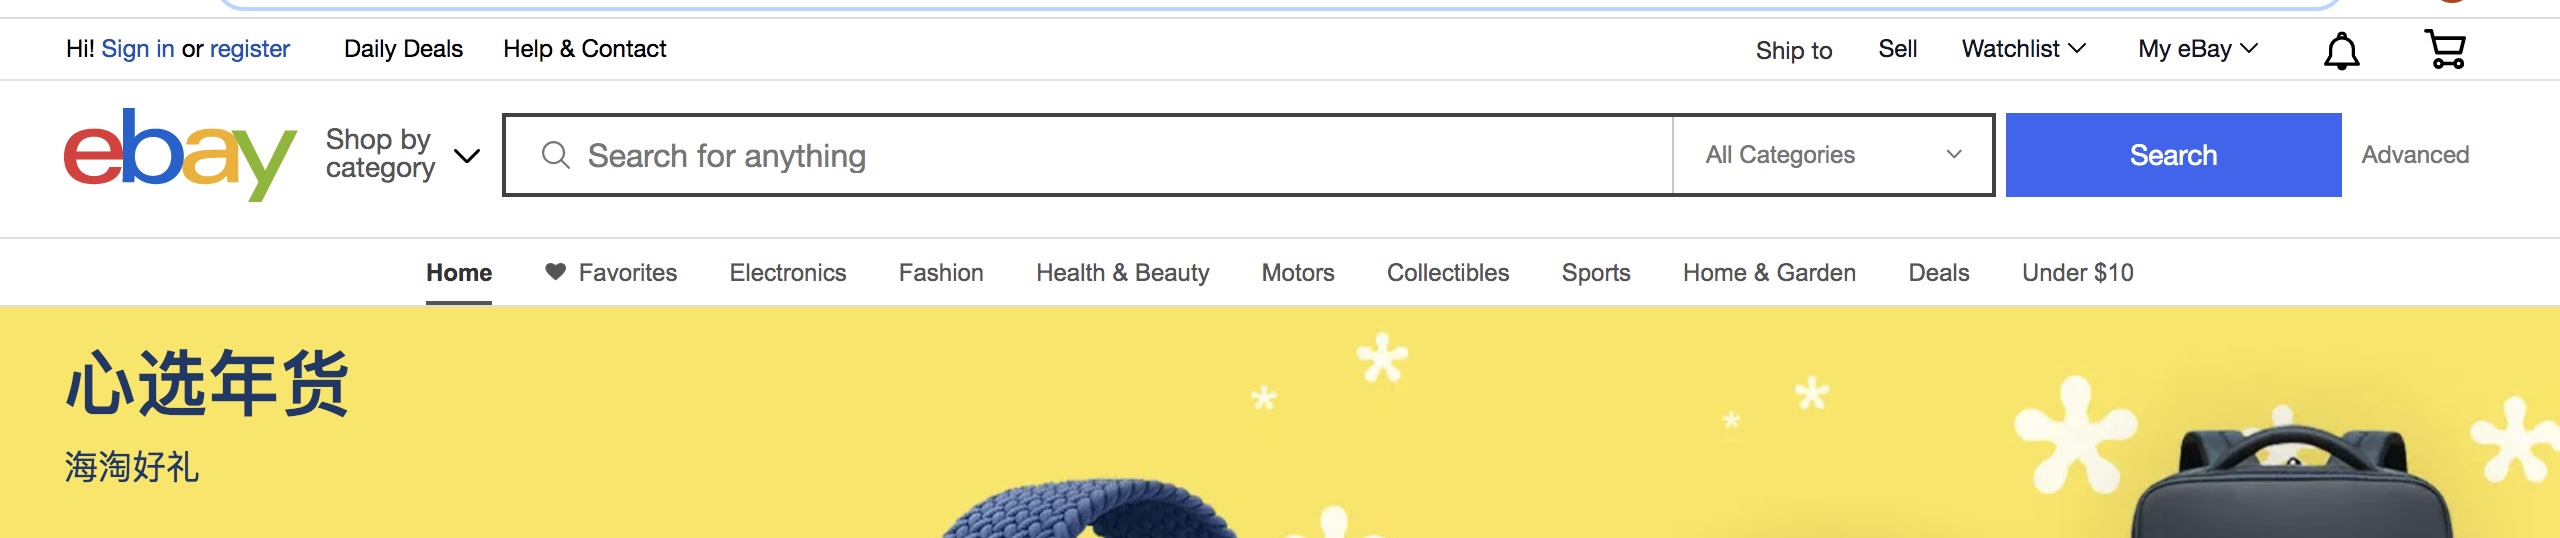 Hi! Sign in or register Daily Deals Help & Contact Ship to Sell Watchlist My eBay
ebay
Shop by
category
Search for anything All Categories Search Advanced
Home Favorites Electronics Fashion Health & Beauty Motors Collectibles Sports Home & Garden Deals Under $10
心选年货
海淘好礼